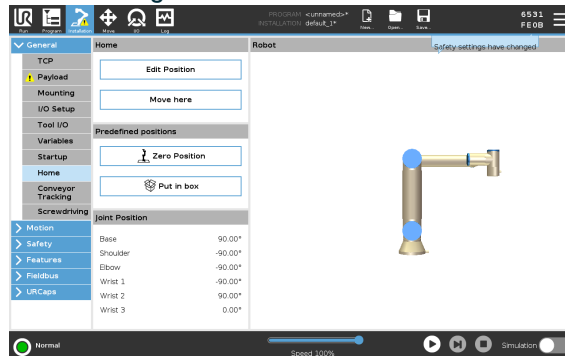 Run
Program
Installation
Move
I/O
Log
PROGRAM <unnamed>*
INSTALLATION default_1*
New...
Open...
Save...
6531
FE0B
General
TCP
Payload
Mounting
I/O Setup
Tool I/O
Variables
Startup
Home
Conveyor
Tracking
Screwdriving
Motion
Safety
Features
Fieldbus
URCaps
Home
Edit Position
Move here
Predefined positions
Zero Position
Put in box
Joint Position
Base 90.00°
Shoulder -90.00°
Elbow -90.00°
Wrist 1 -90.00°
Wrist 2 90.00°
Wrist 3 0.00°
Robot
Safety settings have changed
Normal
Speed 100%
Simulation